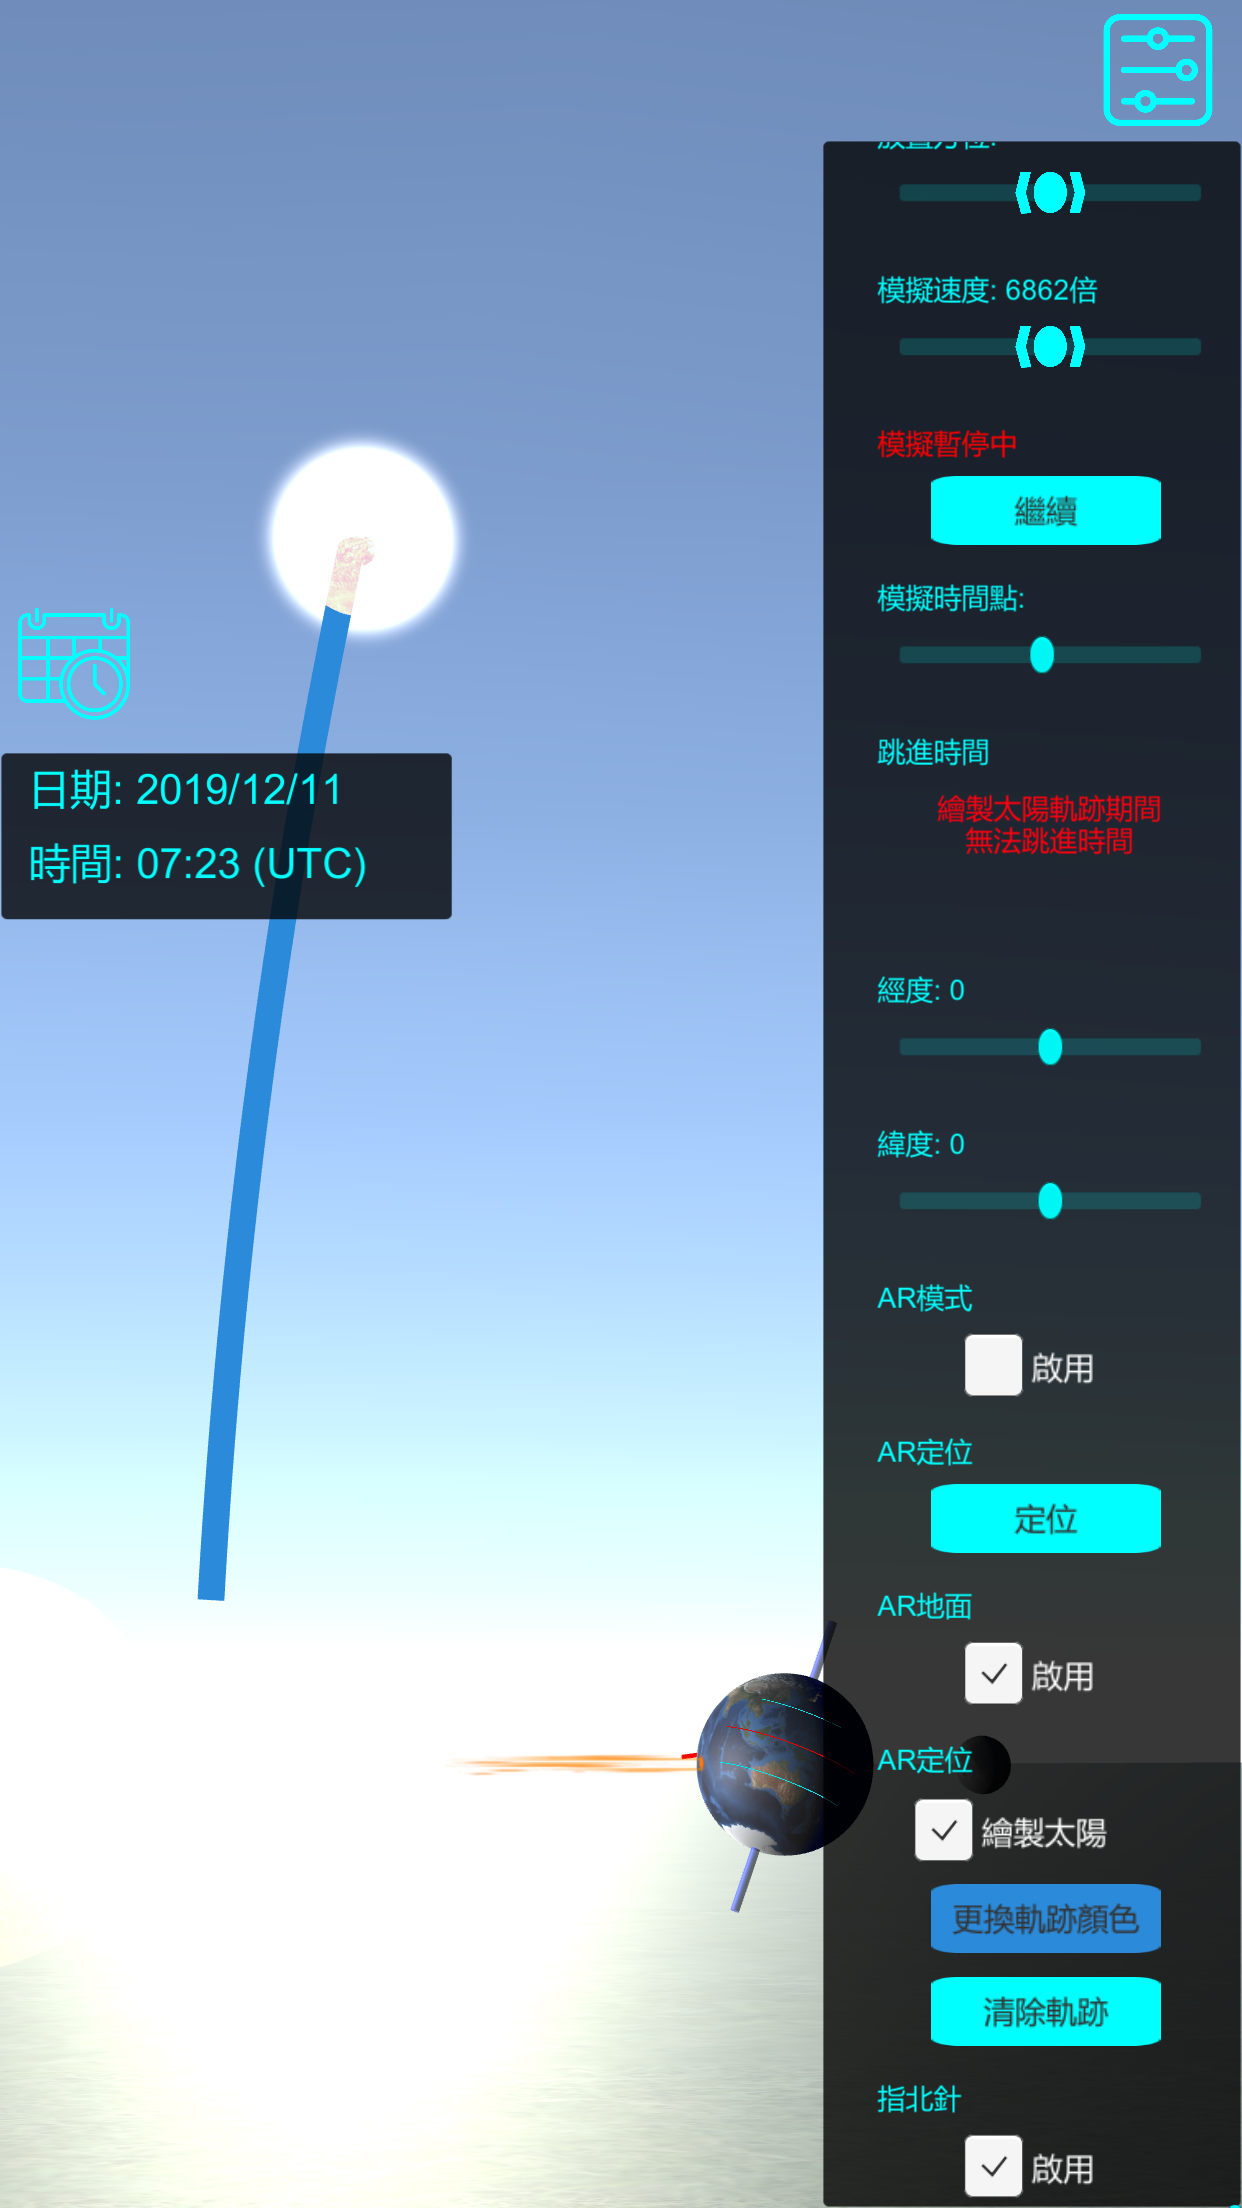 放置方位:
模擬速度: 6862倍
模擬暫停中
繼續
模擬時間點:
跳進時間
繪製太陽軌跡期間
無法跳進時間
日期: 2019/12/11
時間: 07:23 (UTC)
經度: 0
緯度: 0
AR模式
啟用
AR定位
定位
AR地面
啟用
AR定位
繪製太陽
更換軌跡顏色
清除軌跡
指北針
啟用